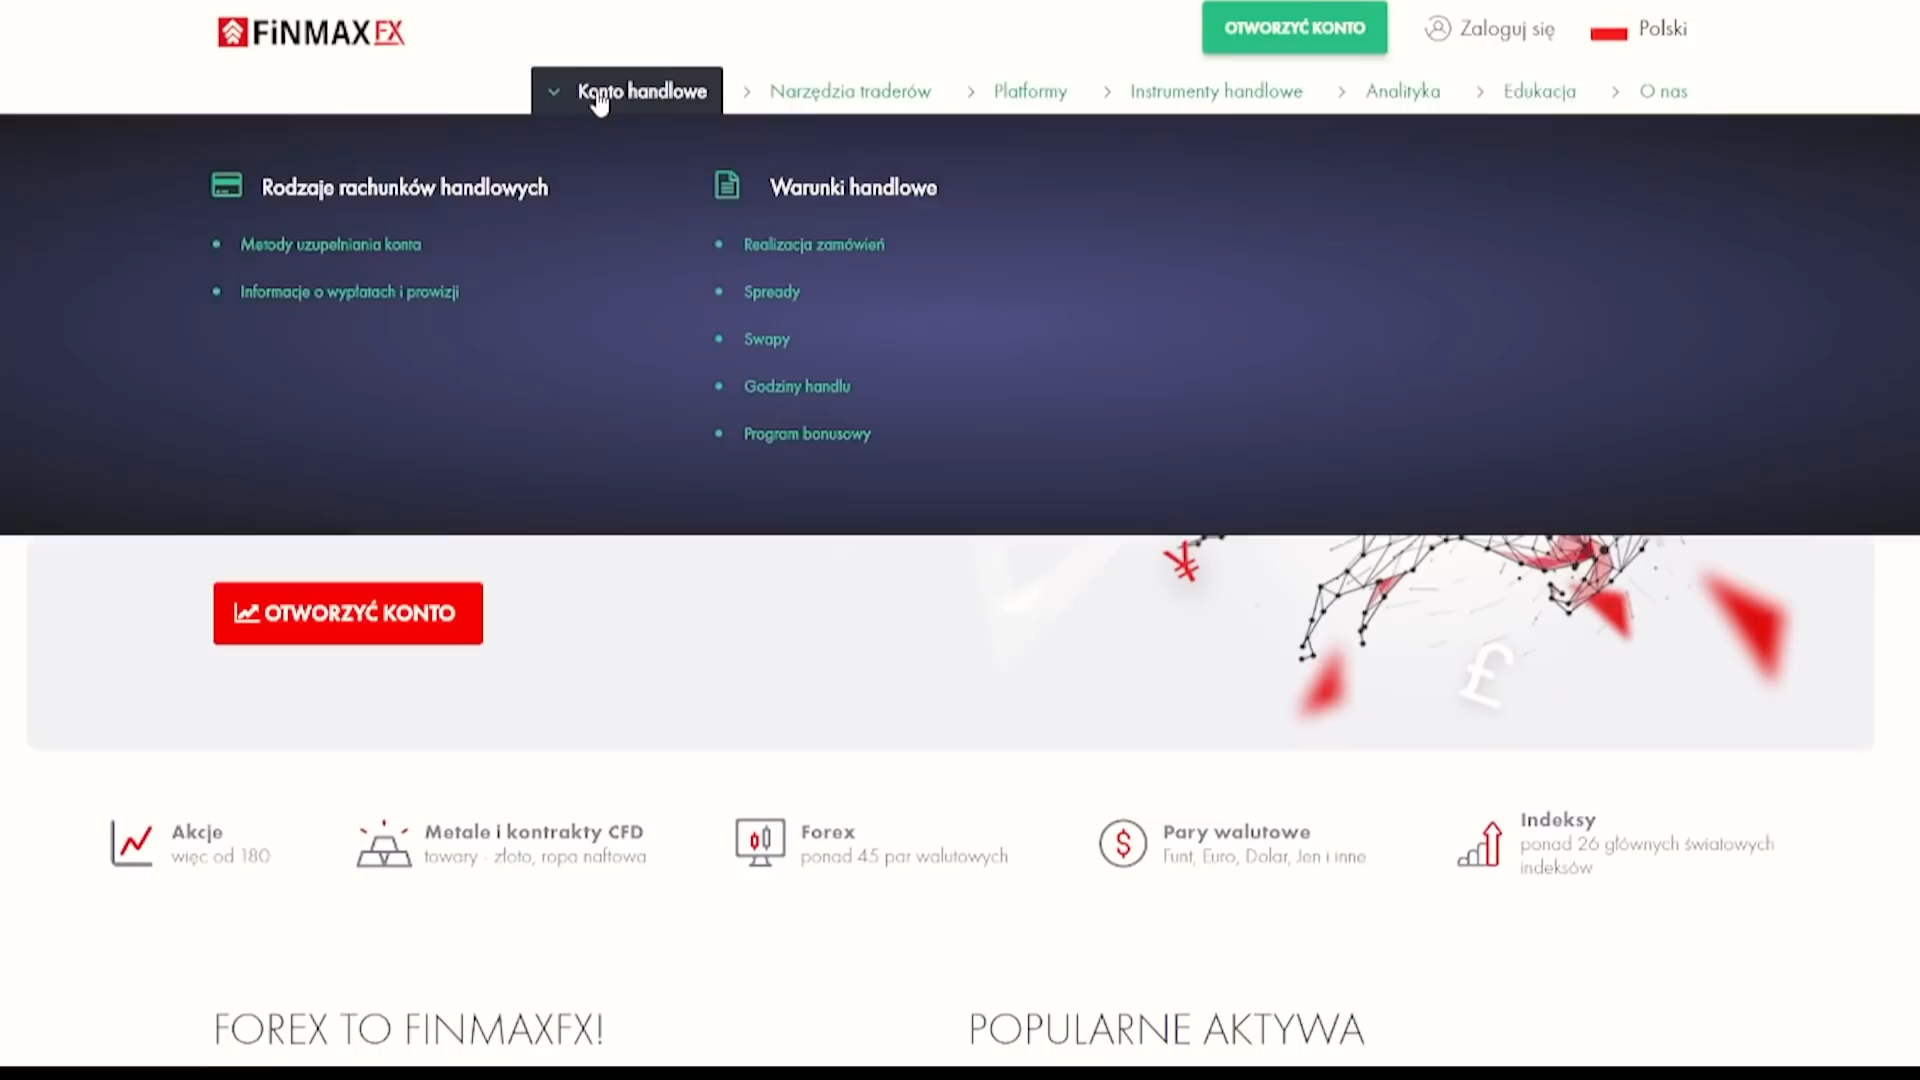 FiNMAX FX
OTWORZYĆ KONTO
Zaloguj się
Polski
Konto handlowe
Narzędzia traderów
Platformy
Instrumenty handlowe
Analityka
Edukacja
O nas
Rodzaje rachunków handlowych
Metody uzupełniania konta
Informacje o wypłatach i prowizji
Warunki handlowe
Realizacja zamówień
Spready
Swapy
Godziny handlu
Program bonusowy
OTWORZYĆ KONTO
Akcje
więc od 180
Metale i kontrakty CFD
towary - złoto, ropa naftowa
Forex
ponad 45 par walutowych
Pary walutowe
Funt, Euro, Dolar, Jen i inne
Indeksy
ponad 26 głównych światowych
indeksów
FOREX TO FINMAXFX!
POPULARNE AKTYWA